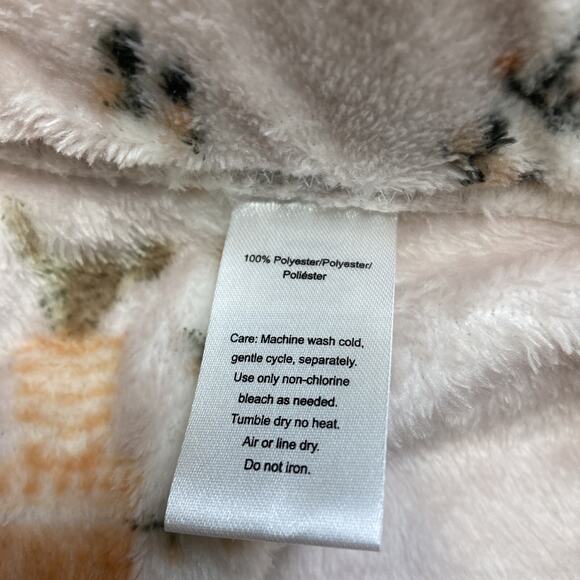 100% Polyester/Polyester/
Poliéster
Care: Machine wash cold,
gentle cycle, separately.
Use only non-chlorine
bleach as needed.
Tumble dry no heat.
Air or line dry.
Do not iron.